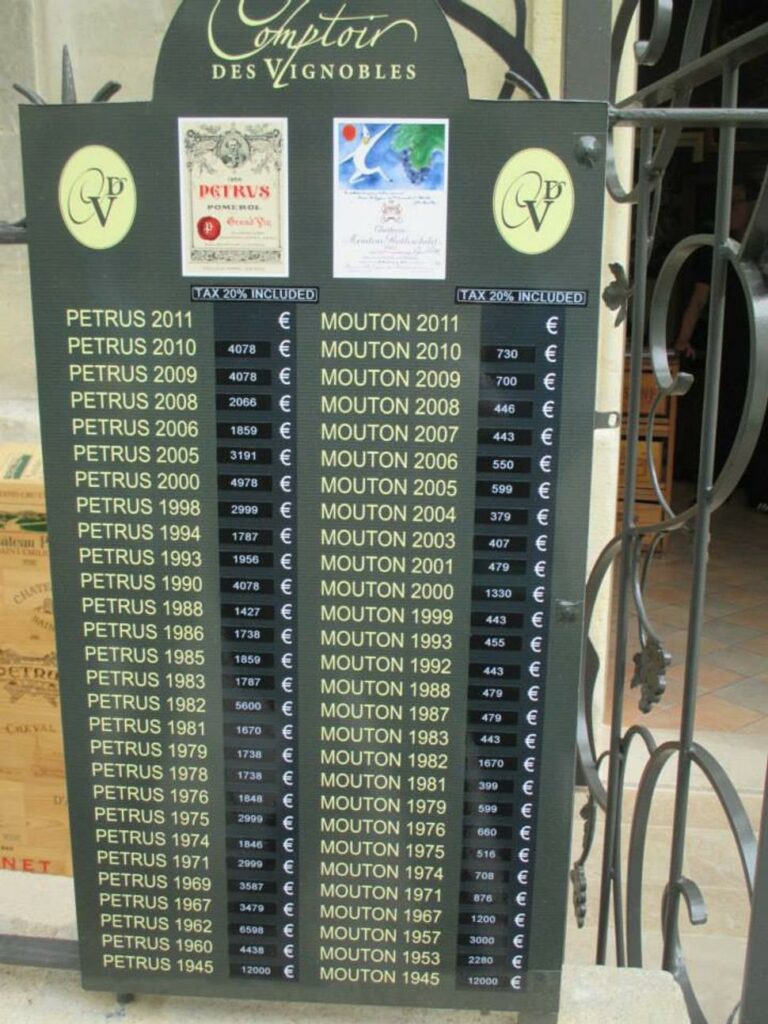 Comptoir
DES VIGNOBLES
PETRUS
POMEROL
Grand Vin
Chateau
Mouton Rothschild
TAX 20% INCLUDED TAX 20% INCLUDED
PETRUS 2011 € MOUTON 2011 €
PETRUS 2010 4078 € MOUTON 2010 730 €
PETRUS 2009 4078 € MOUTON 2009 700 €
PETRUS 2008 2066 € MOUTON 2008 446 €
PETRUS 2006 1859 € MOUTON 2007 443 €
PETRUS 2005 3191 € MOUTON 2006 550 €
PETRUS 2000 4978 € MOUTON 2005 599 €
PETRUS 1998 2999 € MOUTON 2004 379 €
PETRUS 1994 1787 € MOUTON 2003 407 €
PETRUS 1993 1956 € MOUTON 2001 479 €
PETRUS 1990 4078 € MOUTON 2000 1330 €
PETRUS 1988 1427 € MOUTON 1999 443 €
PETRUS 1986 1738 € MOUTON 1993 455 €
PETRUS 1985 1859 € MOUTON 1992 443 €
PETRUS 1983 1787 € MOUTON 1988 479 €
PETRUS 1982 5600 € MOUTON 1987 479 €
PETRUS 1981 1670 € MOUTON 1983 443 €
PETRUS 1979 1738 € MOUTON 1982 1670 €
PETRUS 1978 1738 € MOUTON 1981 399 €
PETRUS 1976 1848 € MOUTON 1979 599 €
PETRUS 1975 2999 € MOUTON 1976 660 €
PETRUS 1974 1846 € MOUTON 1975 516 €
PETRUS 1971 2999 € MOUTON 1974 708 €
PETRUS 1969 3587 € MOUTON 1971 876 €
PETRUS 1967 3479 € MOUTON 1967 1200 €
PETRUS 1962 6598 € MOUTON 1957 3000 €
PETRUS 1960 4438 € MOUTON 1953 2280 €
PETRUS 1945 12000 € MOUTON 1945 12000 €
CHEVAL
NET